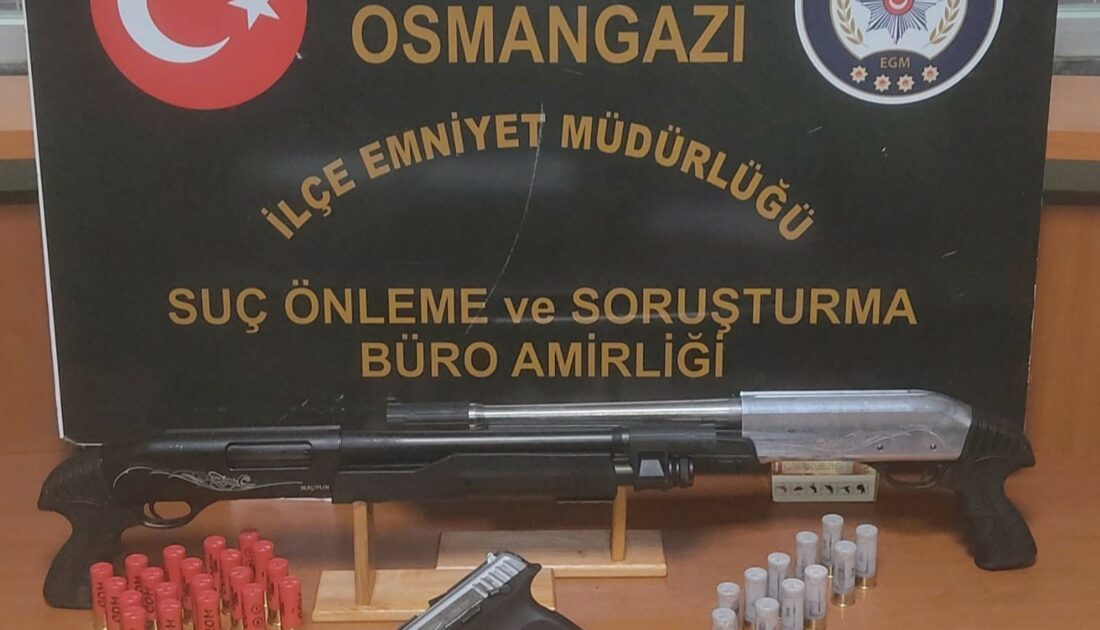 OSMANGAZİ
EGM
İLÇE EMNİYET MÜDÜRLÜĞÜ
SUÇ ÖNLEME ve SORUŞTURMA
BÜRO AMİRLİĞİ